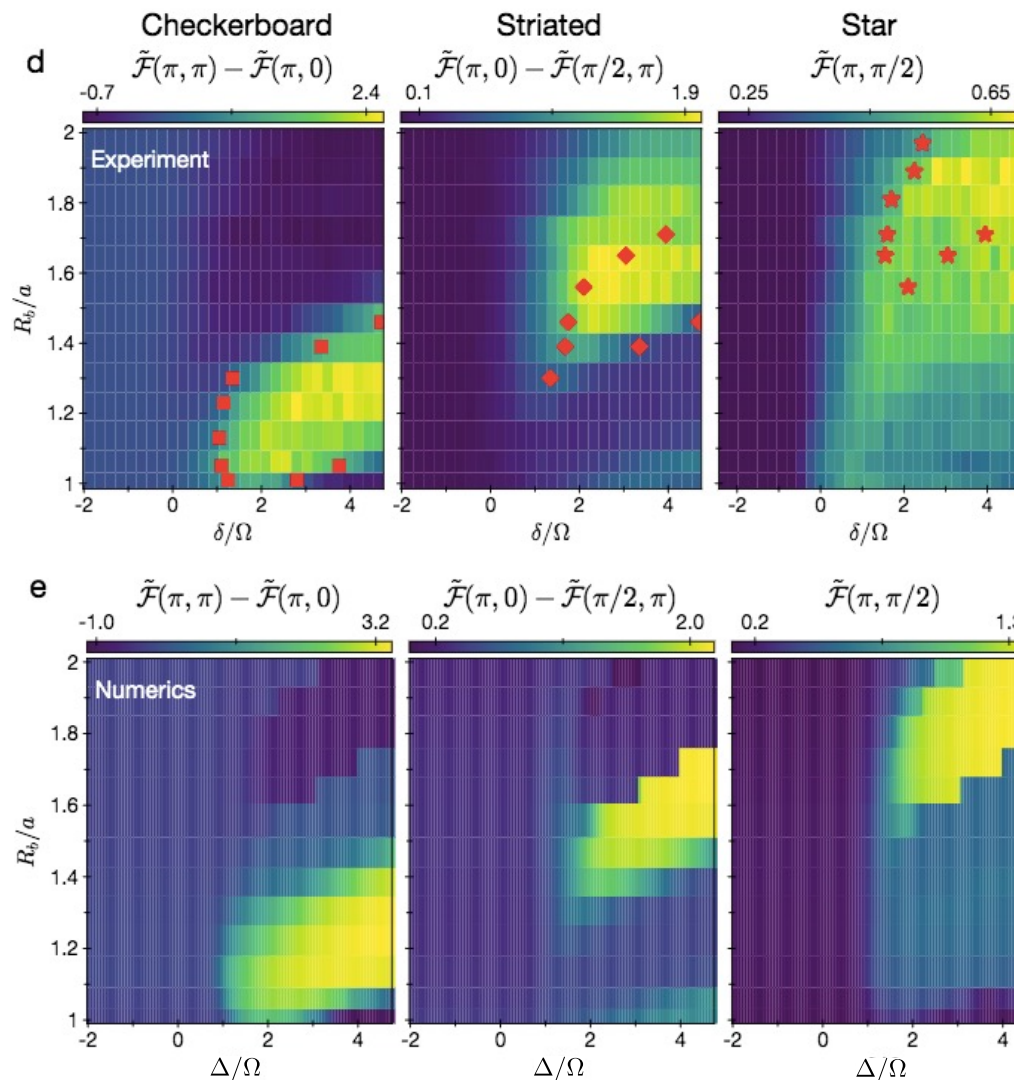 Checkerboard Striated Star
d
F̃(π, π) − F̃(π, 0) F̃(π, 0) − F̃(π/2, π) F̃(π, π/2)
-0.7 2.4 0.1 1.9 0.25 0.65
Experiment
2
1.8
1.6
1.4
1.2
1
R_b/a
-2 0 2 4 -2 0 2 4 -2 0 2 4
δ/Ω δ/Ω δ/Ω
e
F̃(π, π) − F̃(π, 0) F̃(π, 0) − F̃(π/2, π) F̃(π, π/2)
-1.0 3.2 0.2 2.0 0.2
Numerics
2
1.8
1.6
1.4
1.2
1
R_b/a
-2 0 2 4 -2 0 2 4 -2 0 2 4
Δ/Ω Δ/Ω Δ/Ω